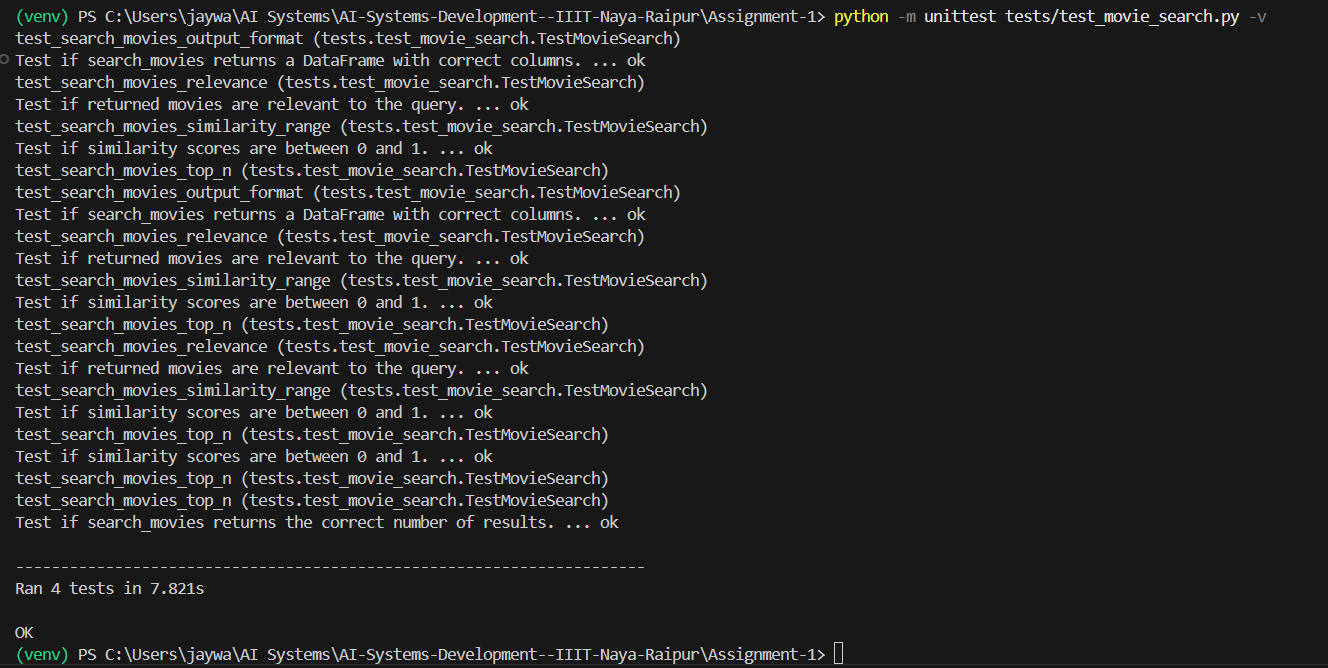 (venv) PS C:\Users\jaywa\AI Systems\AI-Systems-Development--IIIT-Naya-Raipur\Assignment-1> python -m unittest tests/test_movie_search.py -v
test_search_movies_output_format (tests.test_movie_search.TestMovieSearch)
Test if search_movies returns a DataFrame with correct columns. ... ok
test_search_movies_relevance (tests.test_movie_search.TestMovieSearch)
Test if returned movies are relevant to the query. ... ok
test_search_movies_similarity_range (tests.test_movie_search.TestMovieSearch)
Test if similarity scores are between 0 and 1. ... ok
test_search_movies_top_n (tests.test_movie_search.TestMovieSearch)
test_search_movies_output_format (tests.test_movie_search.TestMovieSearch)
Test if search_movies returns a DataFrame with correct columns. ... ok
test_search_movies_relevance (tests.test_movie_search.TestMovieSearch)
Test if returned movies are relevant to the query. ... ok
test_search_movies_similarity_range (tests.test_movie_search.TestMovieSearch)
Test if similarity scores are between 0 and 1. ... ok
test_search_movies_top_n (tests.test_movie_search.TestMovieSearch)
test_search_movies_relevance (tests.test_movie_search.TestMovieSearch)
Test if returned movies are relevant to the query. ... ok
test_search_movies_similarity_range (tests.test_movie_search.TestMovieSearch)
Test if similarity scores are between 0 and 1. ... ok
test_search_movies_top_n (tests.test_movie_search.TestMovieSearch)
Test if similarity scores are between 0 and 1. ... ok
test_search_movies_top_n (tests.test_movie_search.TestMovieSearch)
test_search_movies_top_n (tests.test_movie_search.TestMovieSearch)
Test if search_movies returns the correct number of results. ... ok
----------------------------------------------------------------------
Ran 4 tests in 7.821s
OK
(venv) PS C:\Users\jaywa\AI Systems\AI-Systems-Development--IIIT-Naya-Raipur\Assignment-1>